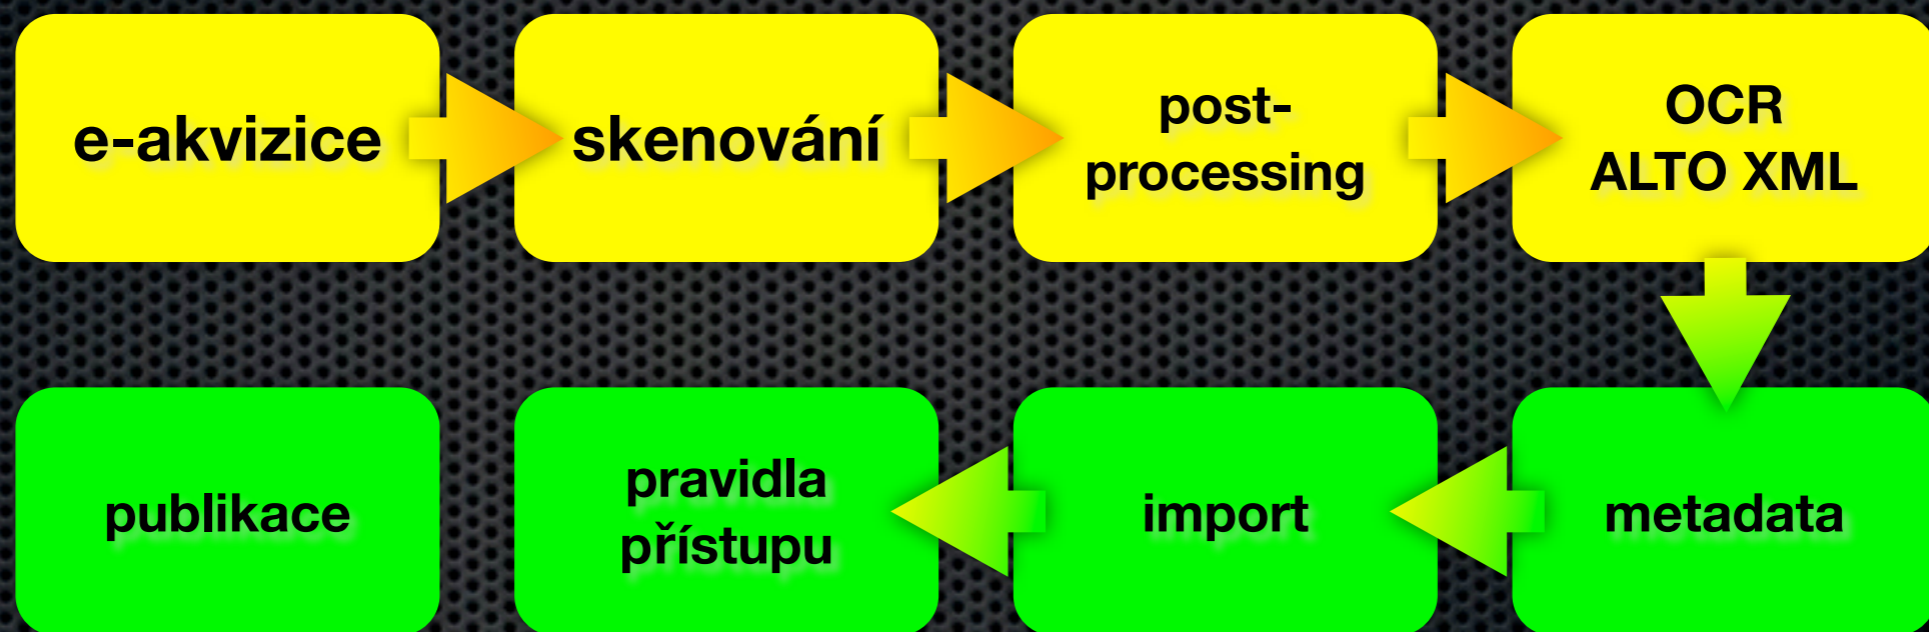 e-akvizice
skenování
post-
processing
OCR
ALTO XML
publikace
pravidla
přístupu
import
metadata